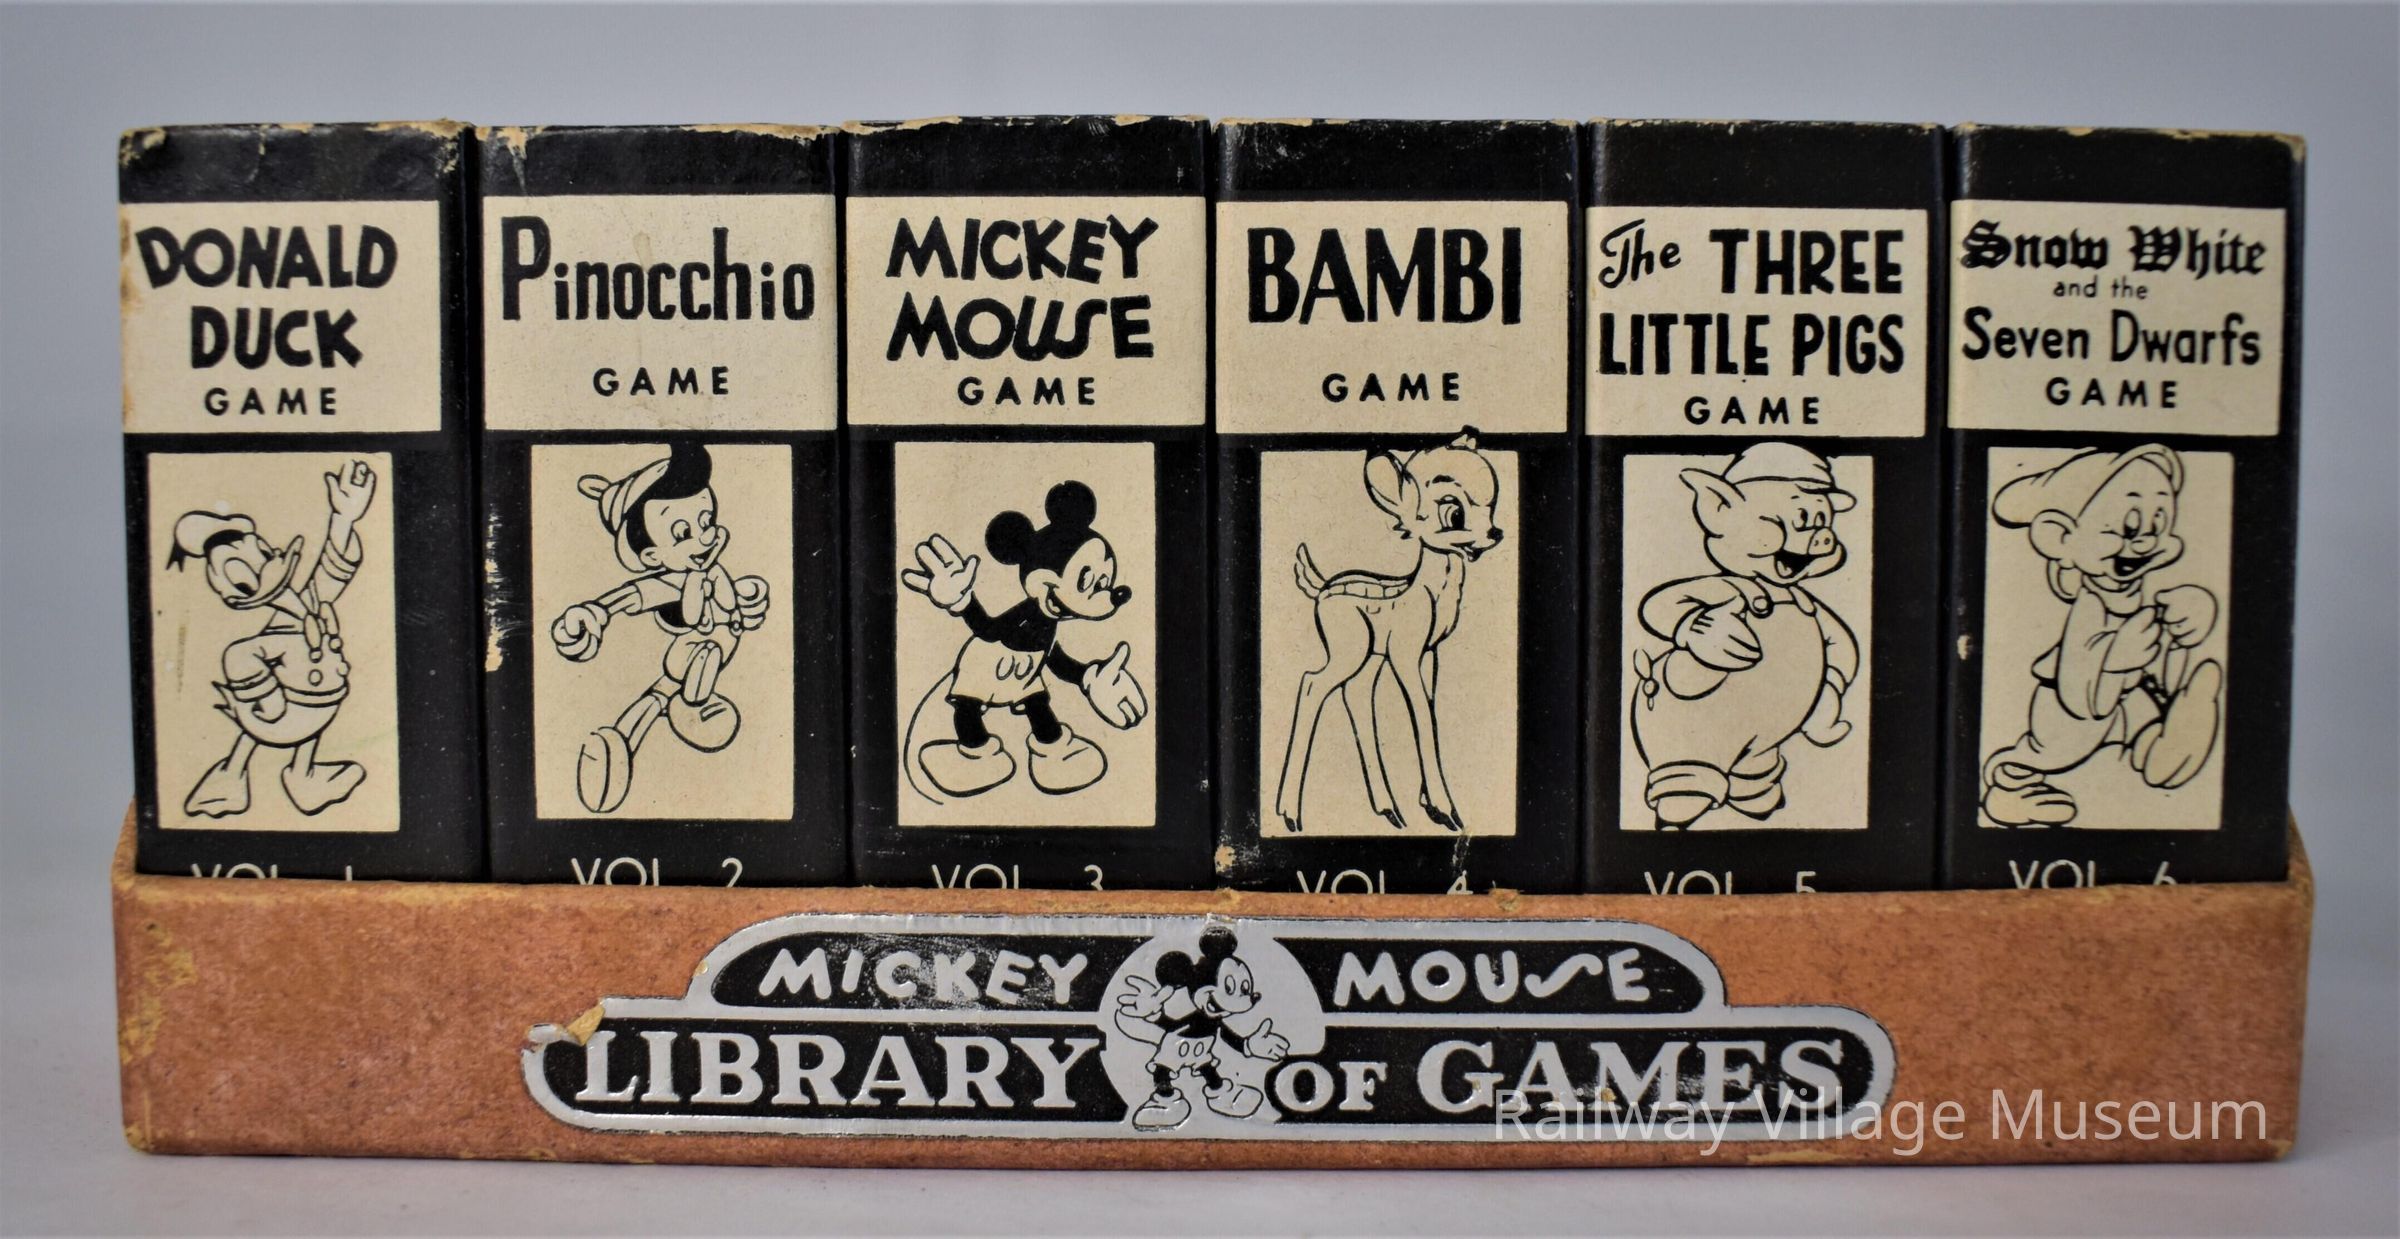 DONALD
DUCK
GAME
VOL 1
Pinocchio
GAME
VOL 2
MICKEY
MOUSE
GAME
VOL 3
BAMBI
GAME
VOL 4
The THREE
LITTLE PIGS
GAME
VOL 5
Snow White
and the
Seven Dwarfs
GAME
VOL 6
MICKEY MOUSE
LIBRARY OF GAMES
Railway Village Museum